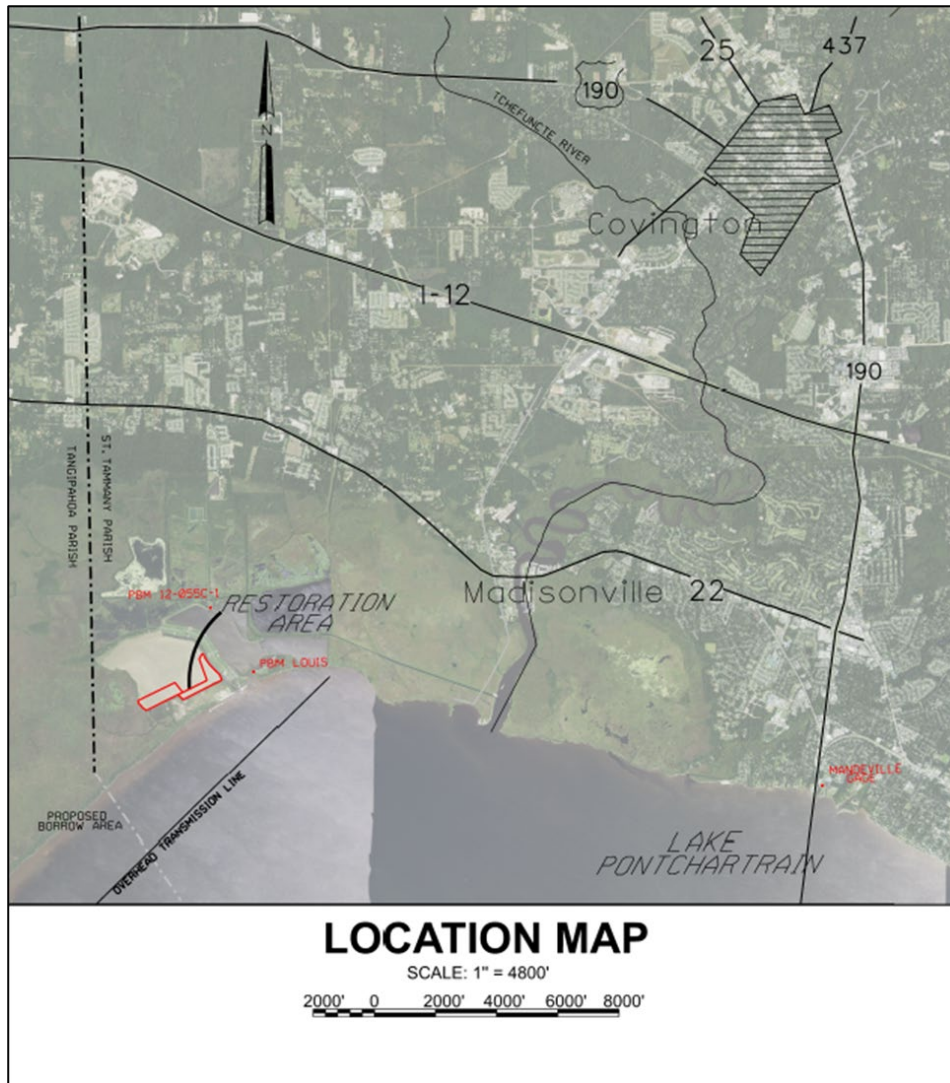 25
437
190
21
TCHEFUNCTE RIVER
N
Covington
I-12
190
ST. TAMMANY PARISH
TANGIPAHOA PARISH
PBM 12-055C-1
RESTORATION
AREA
Madisonville 22
PBM LOUIS
MANDEVILLE
GAGE
PROPOSED
BORROW AREA
OVERHEAD TRANSMISSION LINE
LAKE
PONTCHARTRAIN
LOCATION MAP
SCALE: 1" = 4800'
2000' 0 2000' 4000' 6000' 8000'